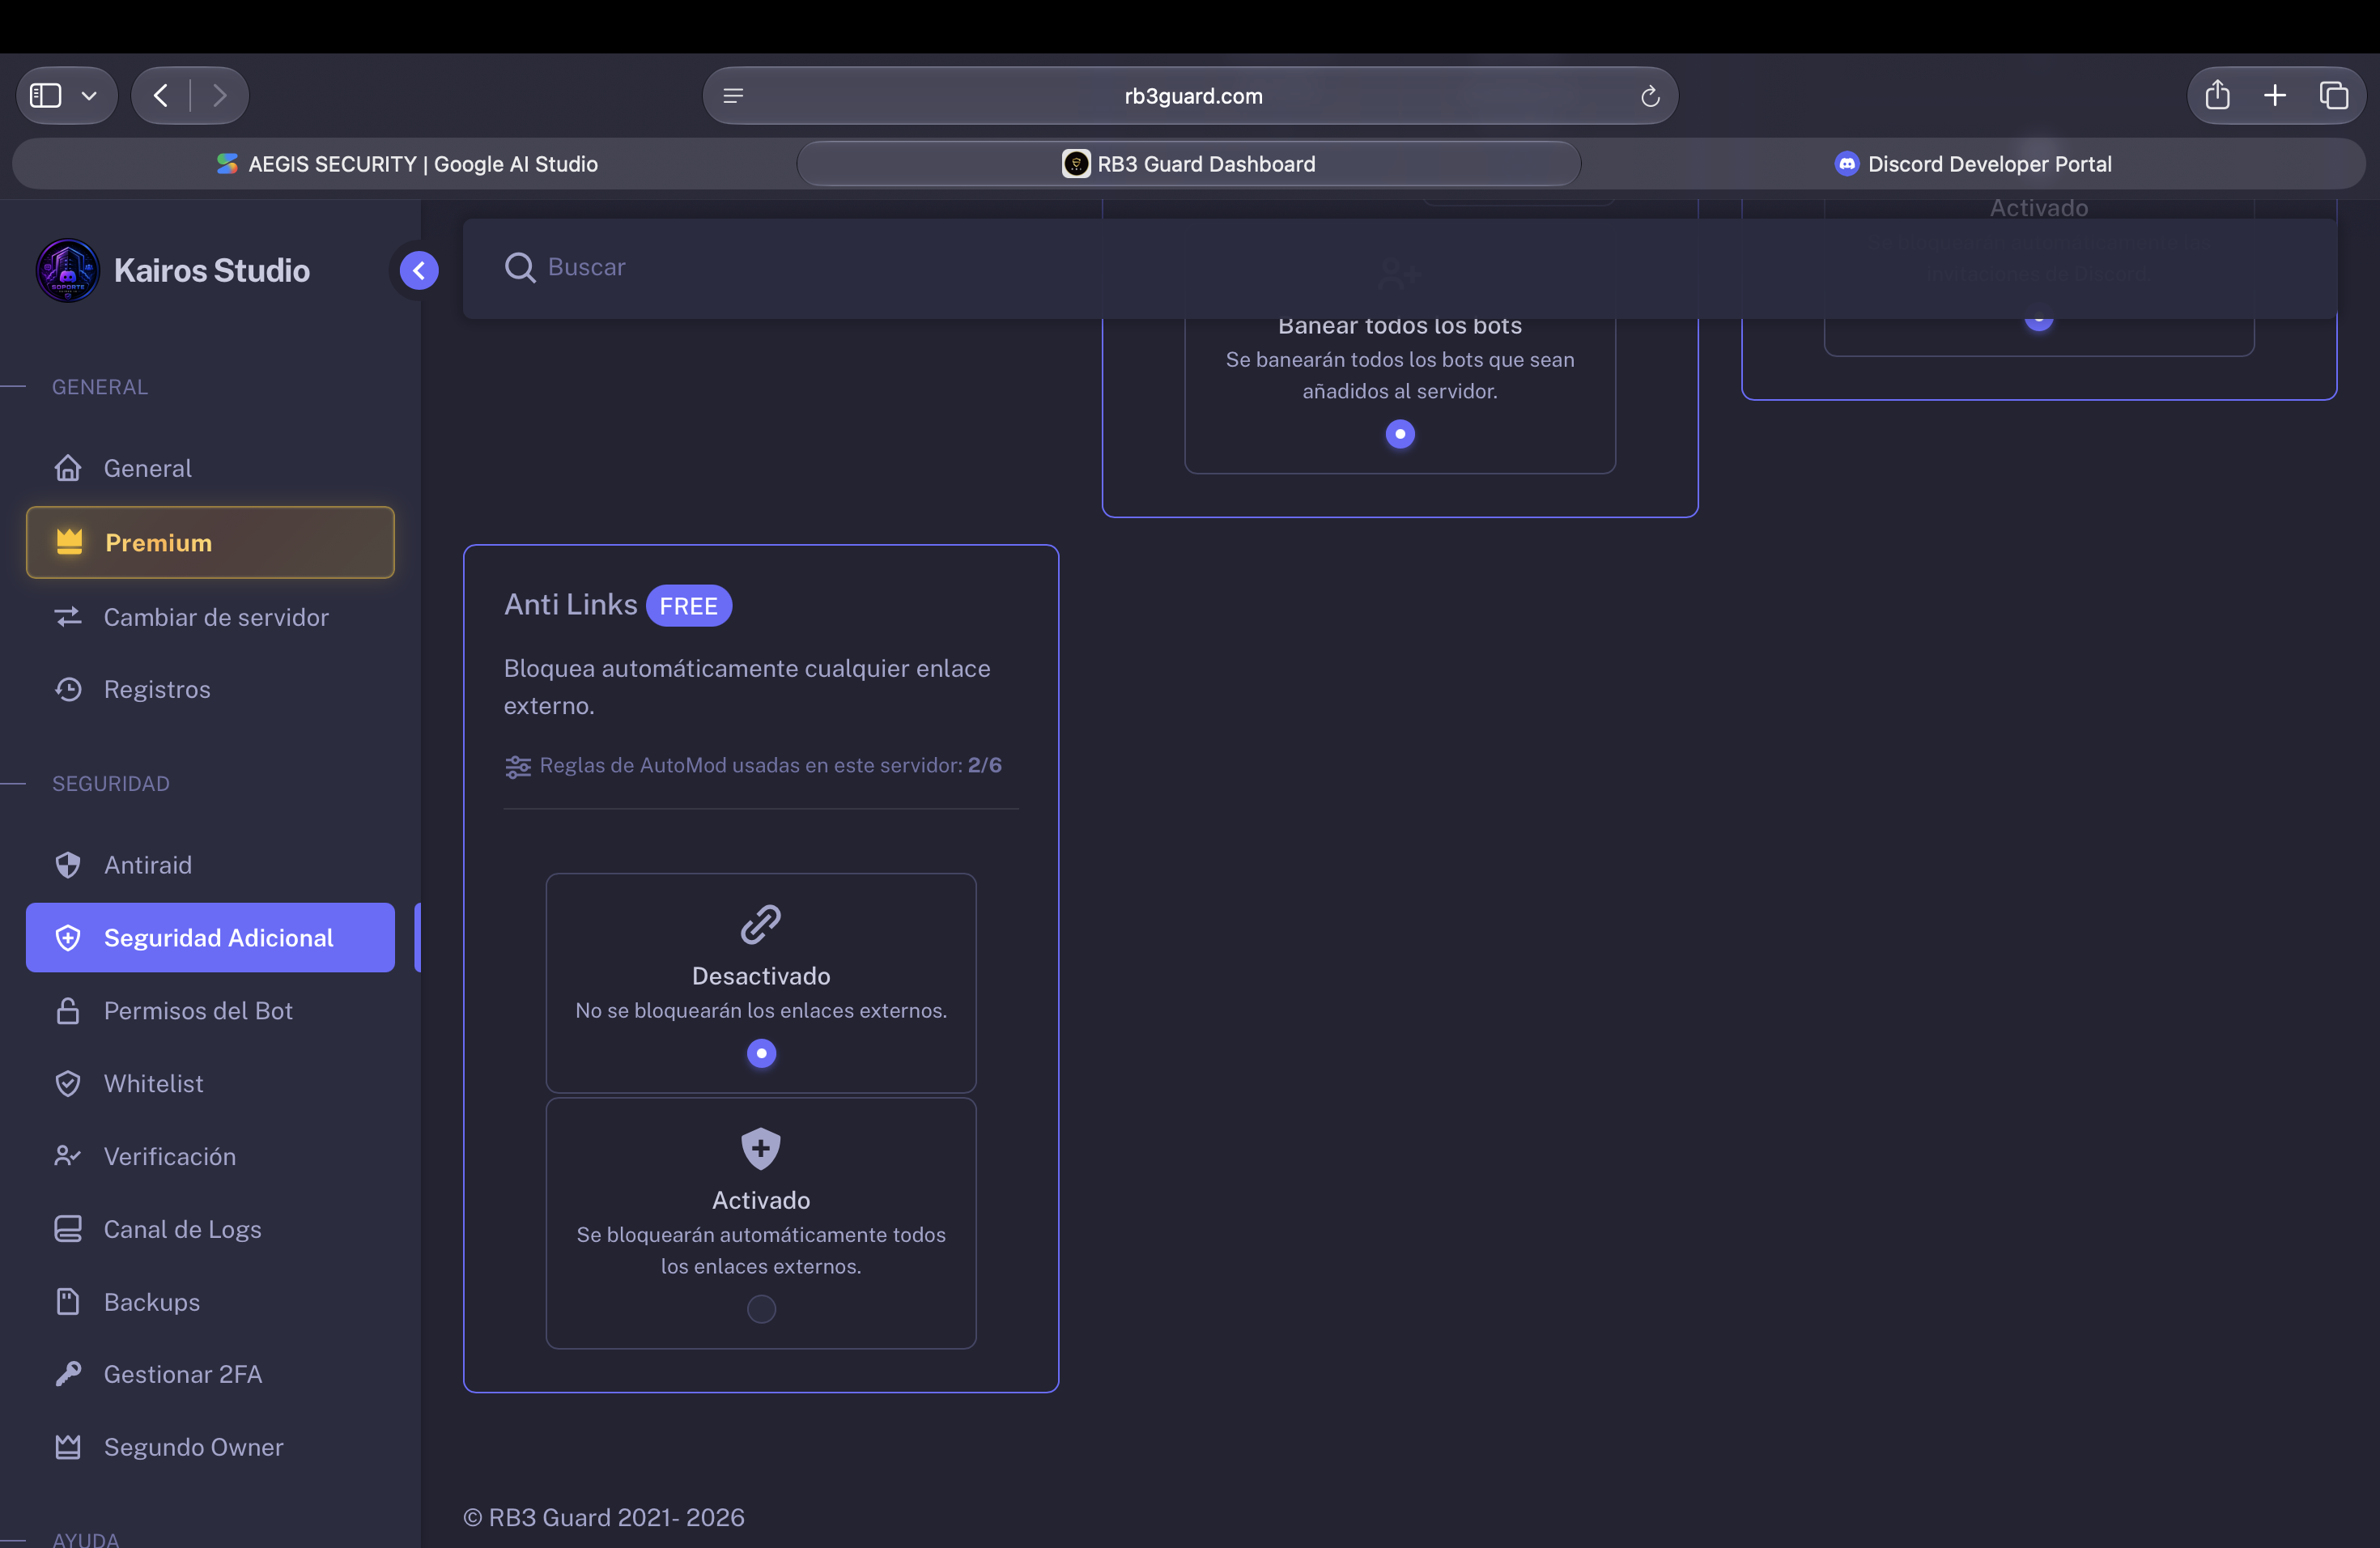 rb3guard.com
AEGIS SECURITY | Google AI Studio
RB3 Guard Dashboard
Discord Developer Portal
Kairos Studio
GENERAL
General
Premium
Cambiar de servidor
Registros
SEGURIDAD
Antiraid
Seguridad Adicional
Permisos del Bot
Whitelist
Verificación
Canal de Logs
Backups
Gestionar 2FA
Segundo Owner
AYUDA
Buscar
Banear todos los bots
Se banearán todos los bots que sean
añadidos al servidor.
Activado
invitaciones de Discord.
Anti Links FREE
Bloquea automáticamente cualquier enlace
externo.
Reglas de AutoMod usadas en este servidor: 2/6
Desactivado
No se bloquearán los enlaces externos.
Activado
Se bloquearán automáticamente todos
los enlaces externos.
© RB3 Guard 2021- 2026